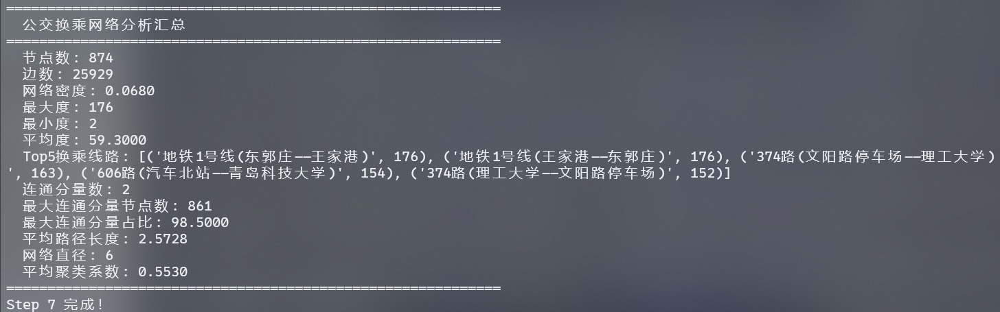 ============================================================
公交换乘网络分析汇总
============================================================
节点数: 874
边数: 25929
网络密度: 0.0680
最大度: 176
最小度: 2
平均度: 59.3000
Top5换乘线路: [('地铁1号线(东郭庄——王家港)', 176), ('地铁1号线(王家港——东郭庄)', 176), ('374路(文阳路停车场——理工大学)
', 163), ('606路(汽车北站——青岛科技大学)', 154), ('374路(理工大学——文阳路停车场)', 152)]
连通分量数: 2
最大连通分量节点数: 861
最大连通分量占比: 98.5000
平均路径长度: 2.5728
网络直径: 6
平均聚类系数: 0.5530
============================================================
Step 7 完成!